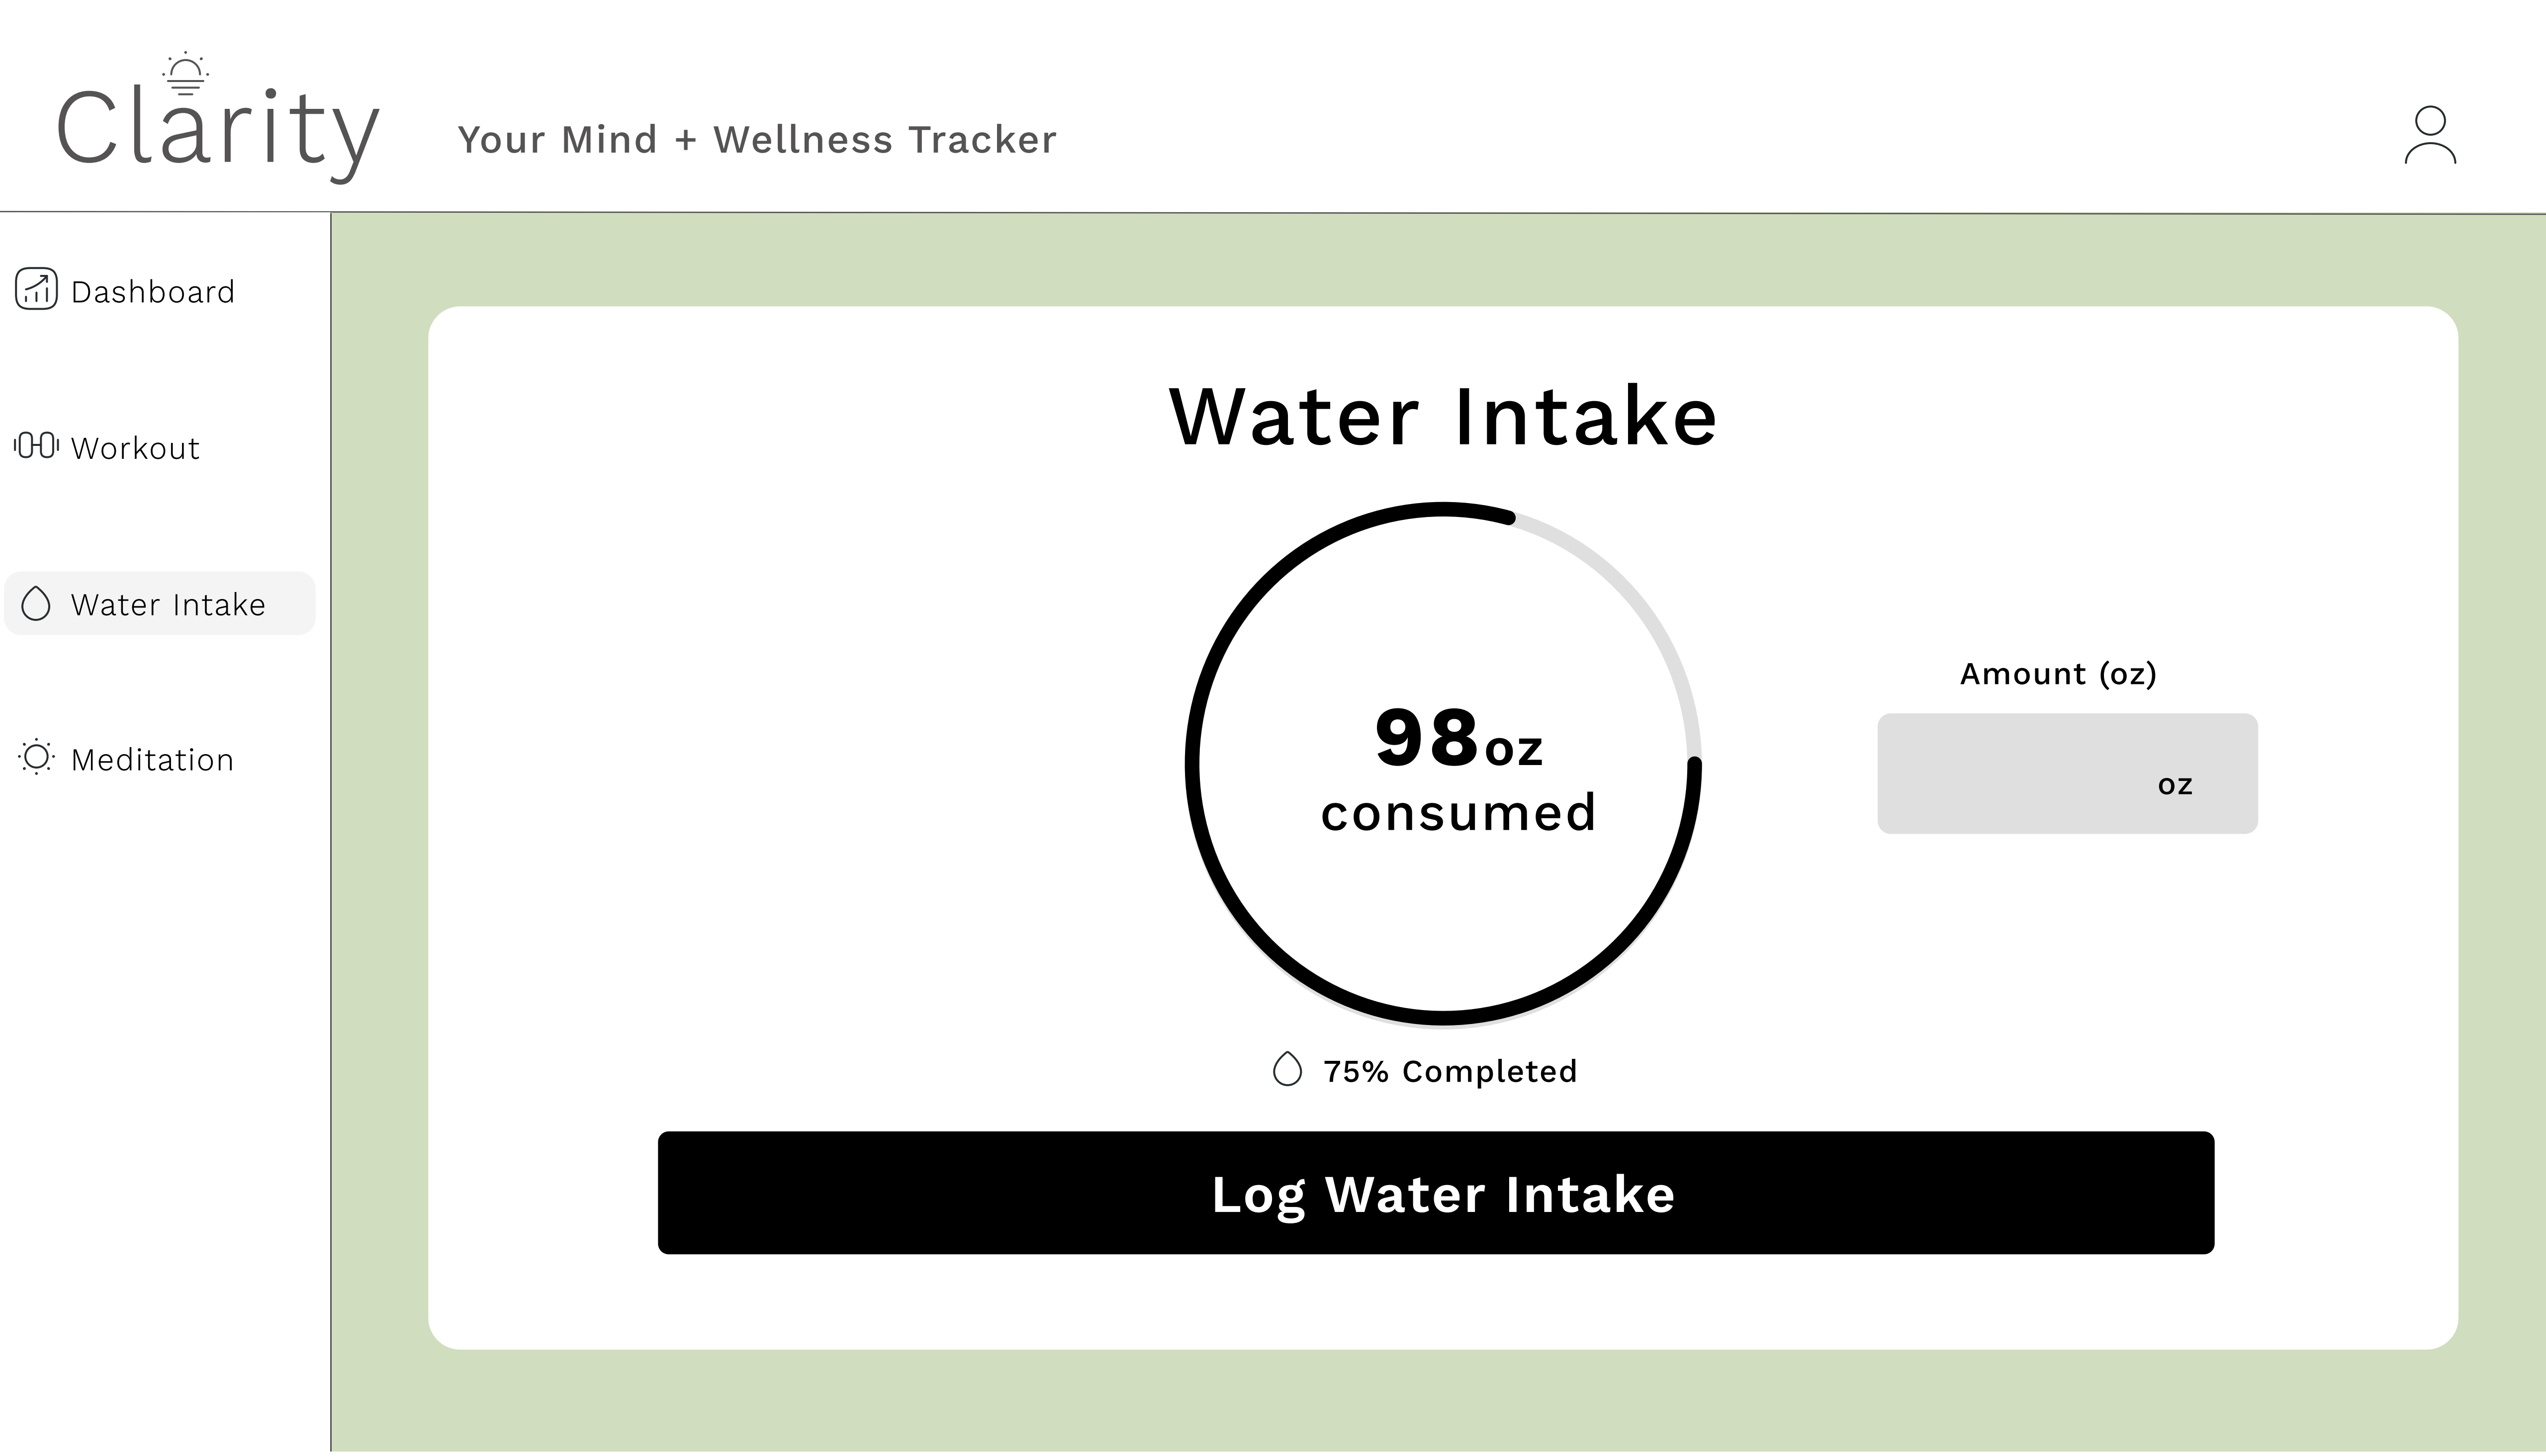 Clarity
Your Mind + Wellness Tracker
Dashboard
Workout
Water Intake
Meditation
Water Intake
98oz
consumed
Amount (oz)
oz
75% Completed
Log Water Intake